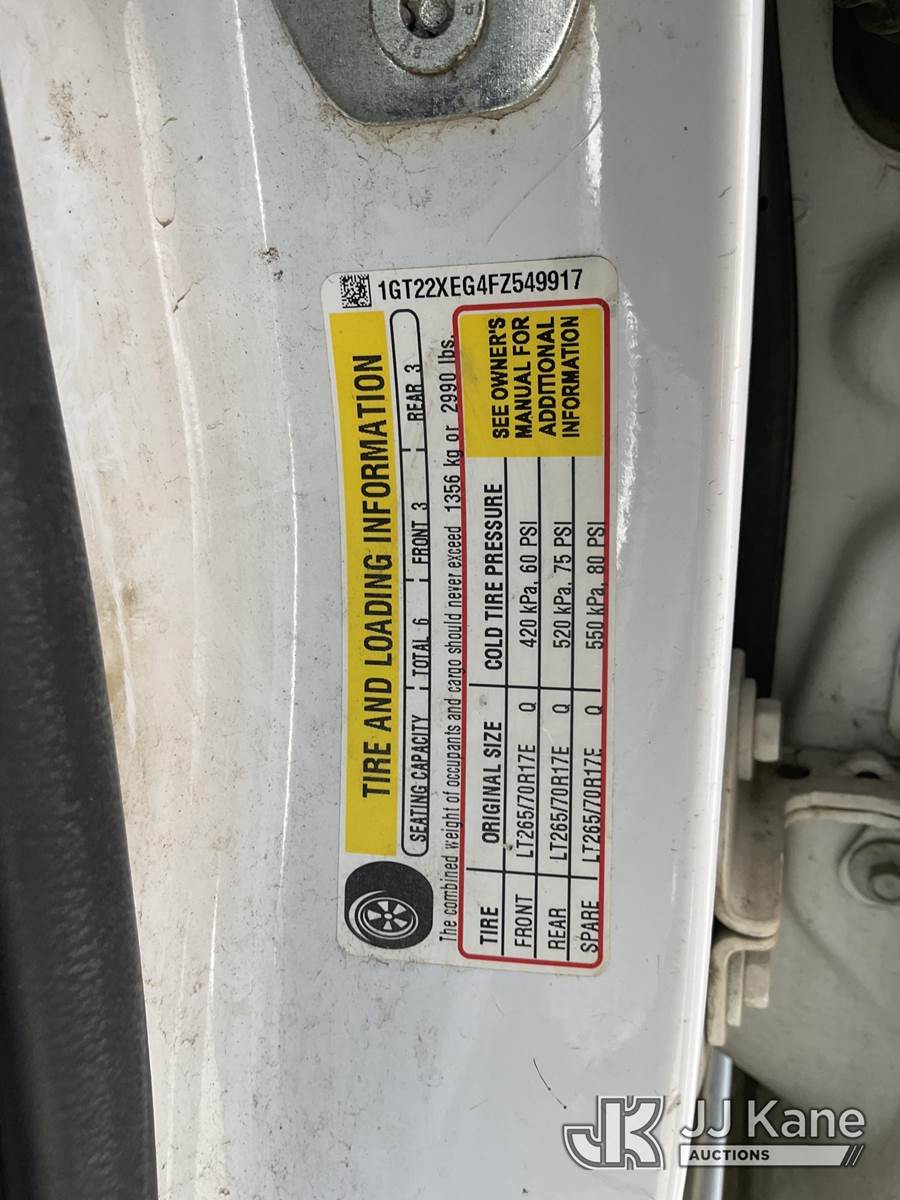 1GT22XEG4FZ549917
TIRE AND LOADING INFORMATION
SEATING CAPACITY TOTAL 6 FRONT 3 REAR 3
The combined weight of occupants and cargo should never exceed 1356 kg or 2990 lbs.
TIRE ORIGINAL SIZE COLD TIRE PRESSURE
FRONT LT265/70R17E Q 420 kPa, 60 PSI
REAR LT265/70R17E Q 520 kPa, 75 PSI
SPARE LT265/70R17E Q 550 kPa, 80 PSI
SEE OWNER'S
MANUAL FOR
ADDITIONAL
INFORMATION
JK JJ Kane
AUCTIONS